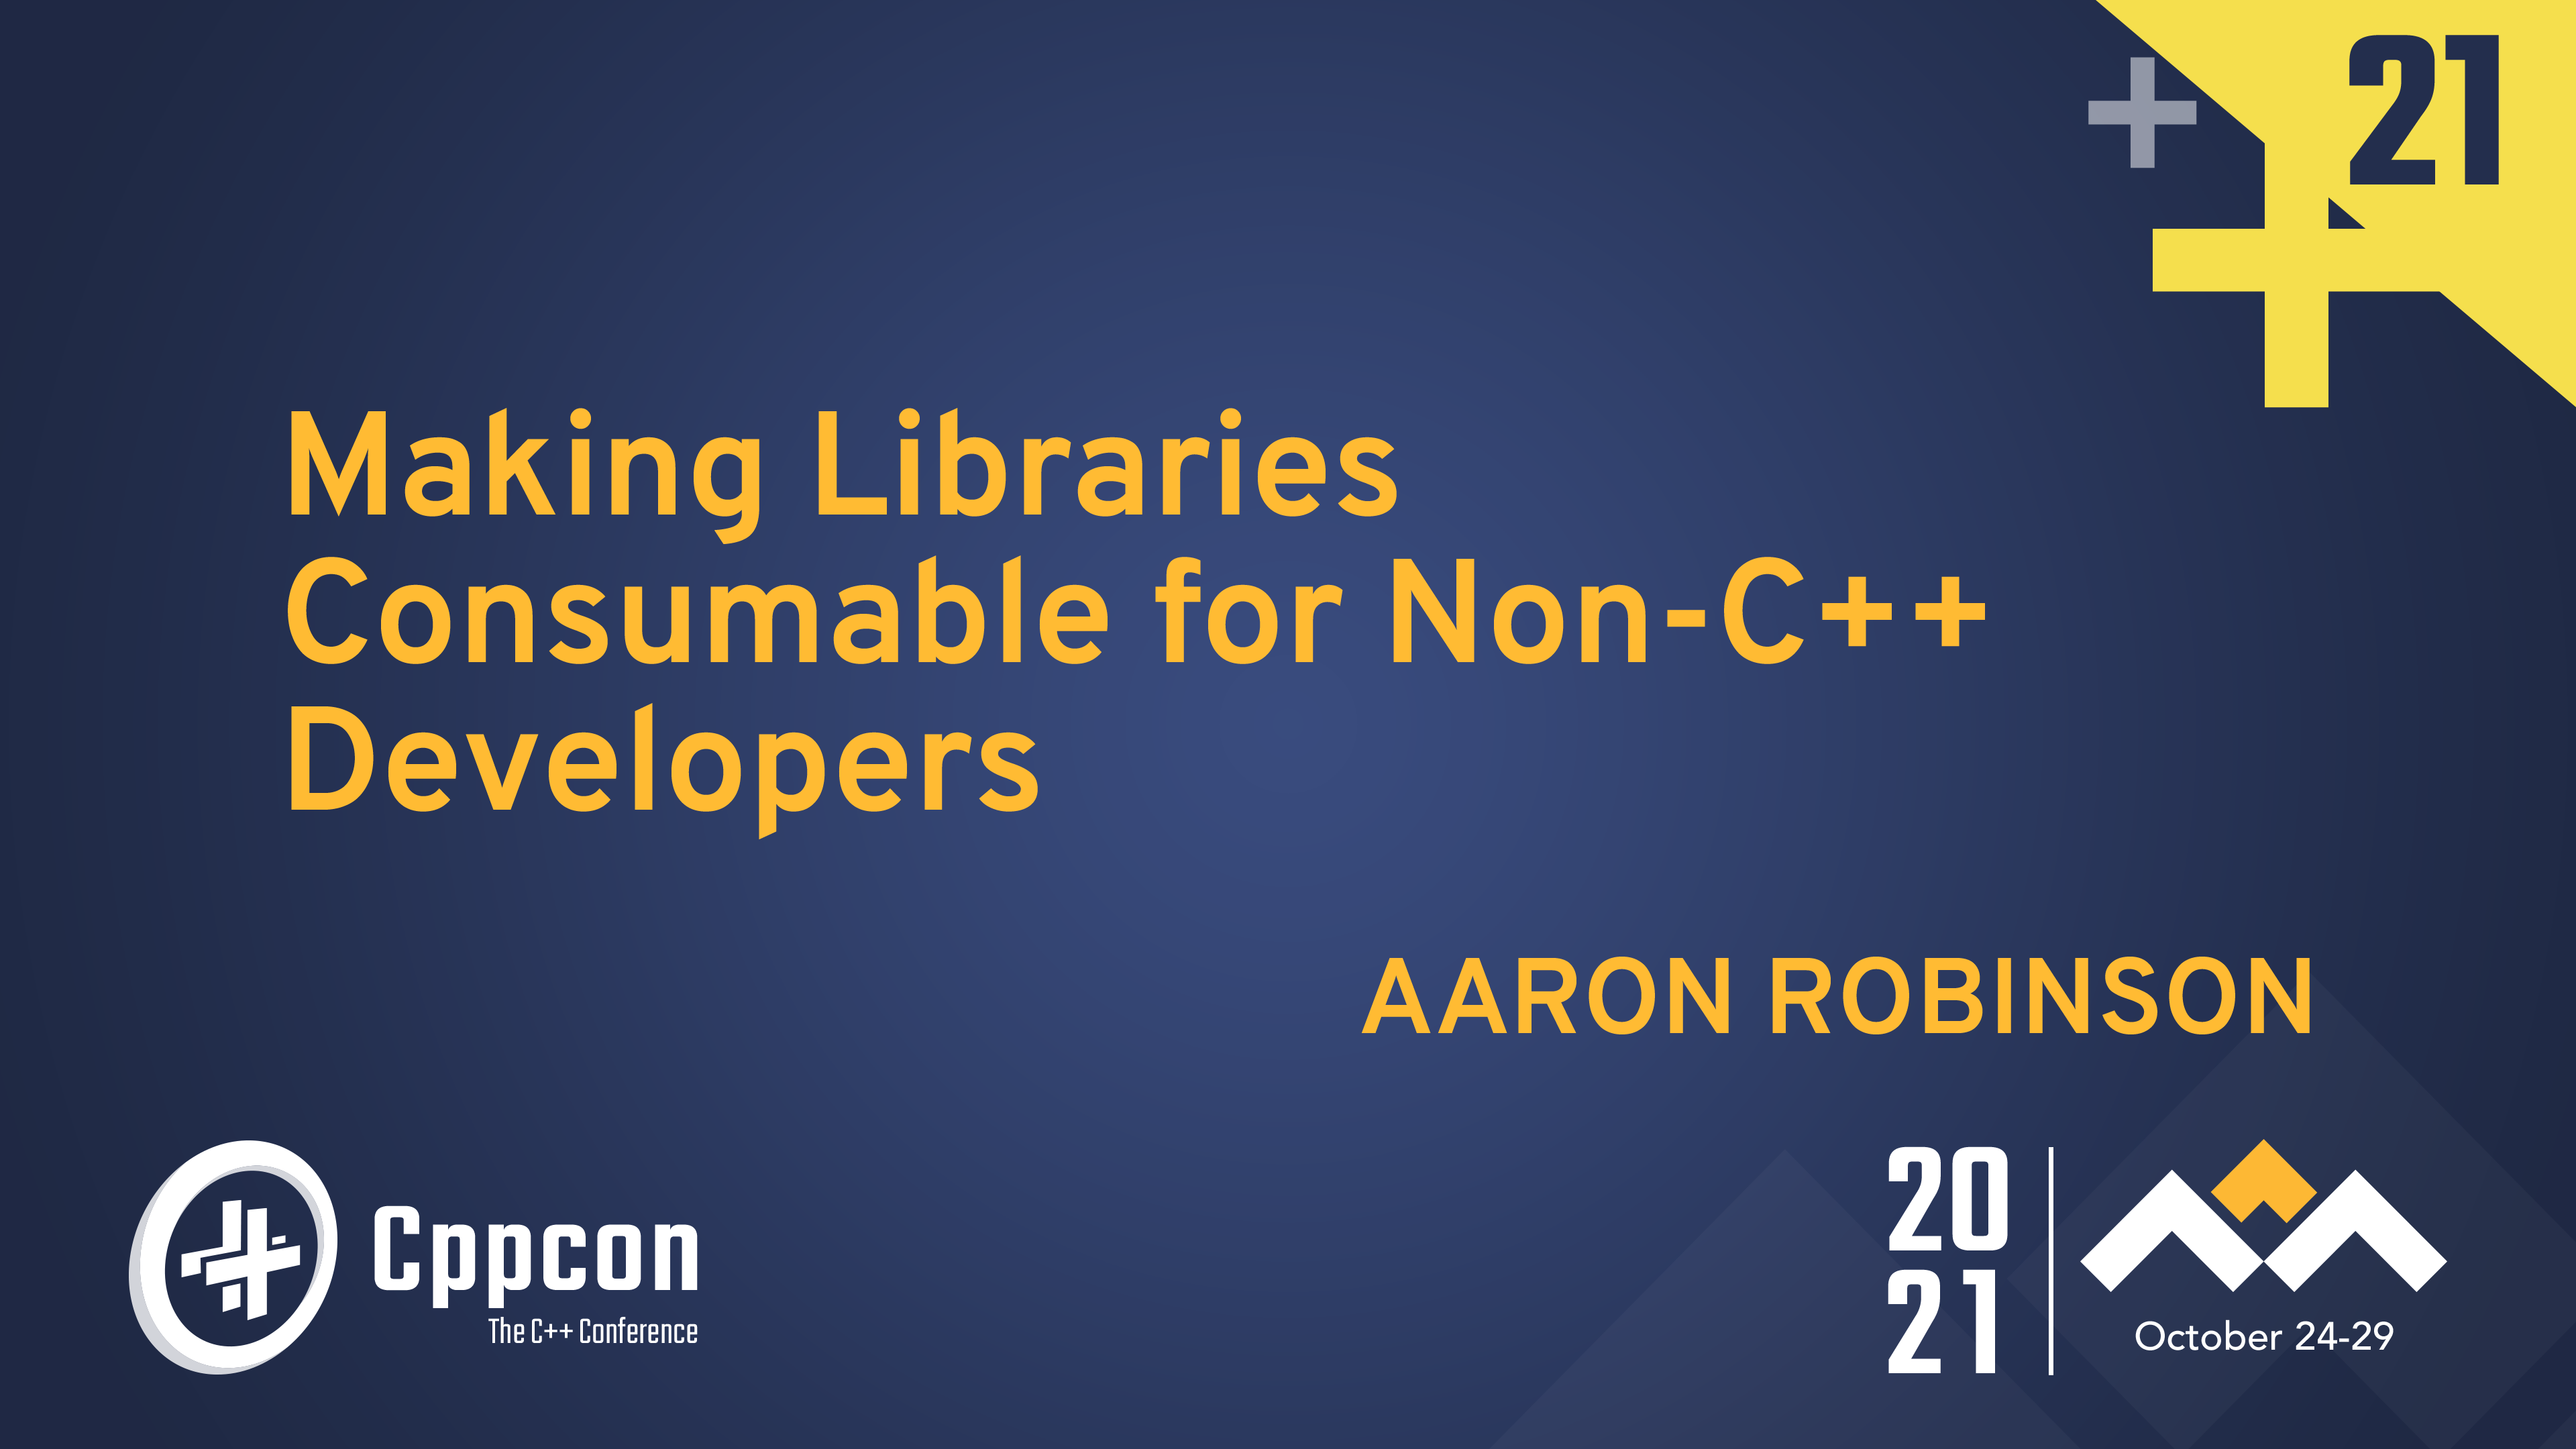 21
Making Libraries
Consumable for Non-C++
Developers
AARON ROBINSON
Cppcon
The C++ Conference
20
21
October 24-29